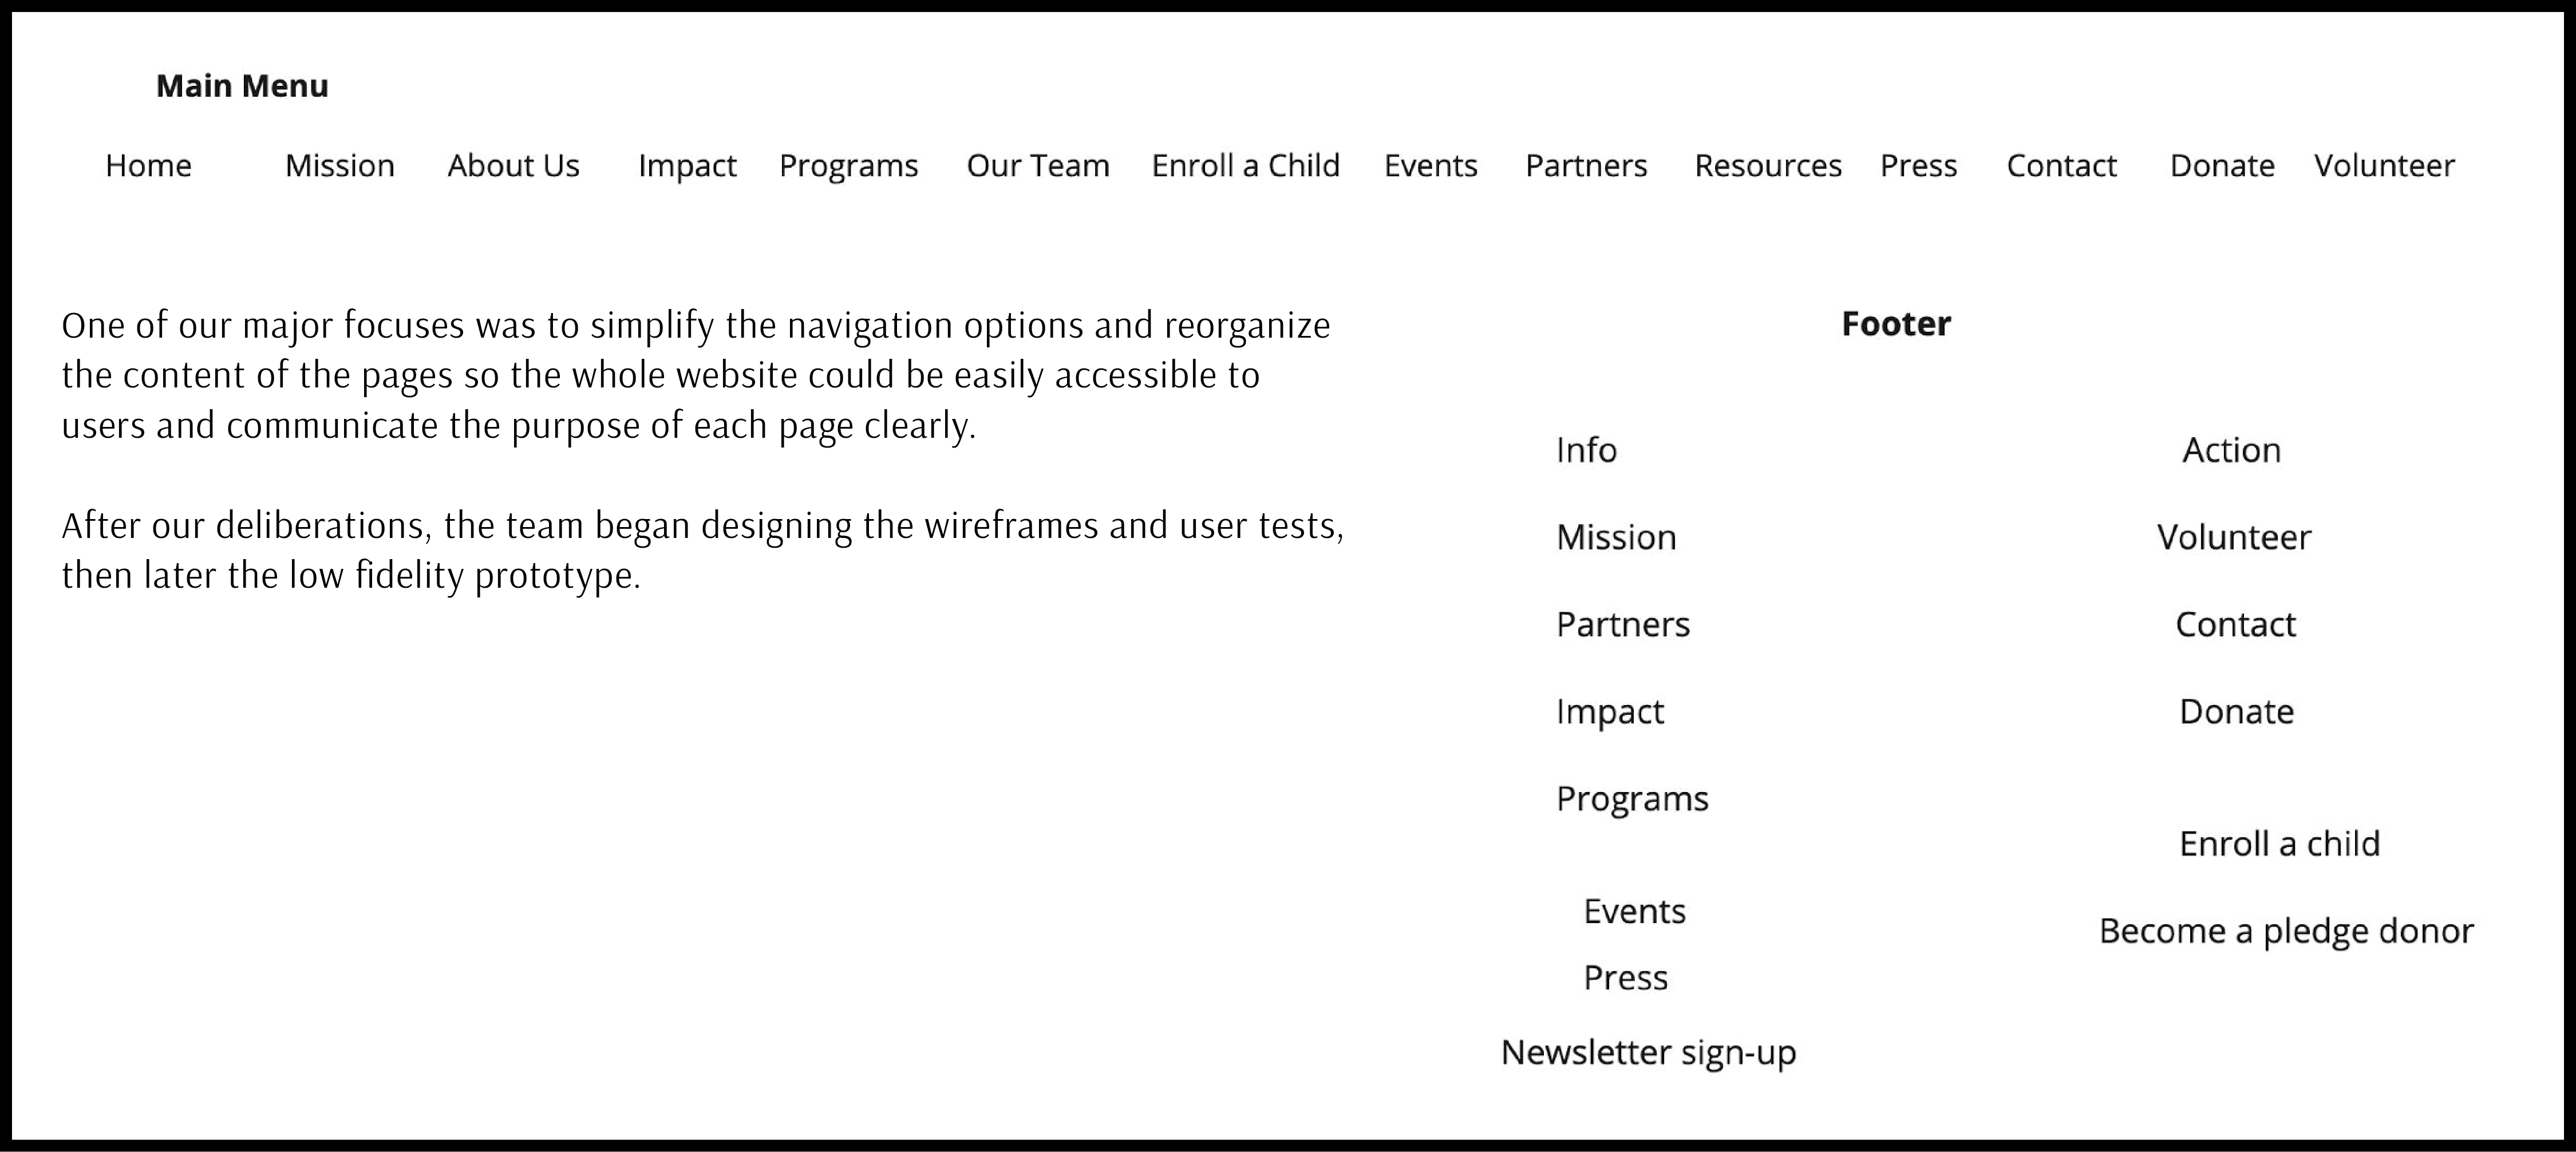 Main Menu
Home Mission About Us Impact Programs Our Team Enroll a Child Events Partners Resources Press Contact Donate Volunteer
One of our major focuses was to simplify the navigation options and reorganize
the content of the pages so the whole website could be easily accessible to
users and communicate the purpose of each page clearly.
After our deliberations, the team began designing the wireframes and user tests,
then later the low fidelity prototype.
Footer
Info
Mission
Partners
Impact
Programs
Events
Press
Newsletter sign-up
Action
Volunteer
Contact
Donate
Enroll a child
Become a pledge donor